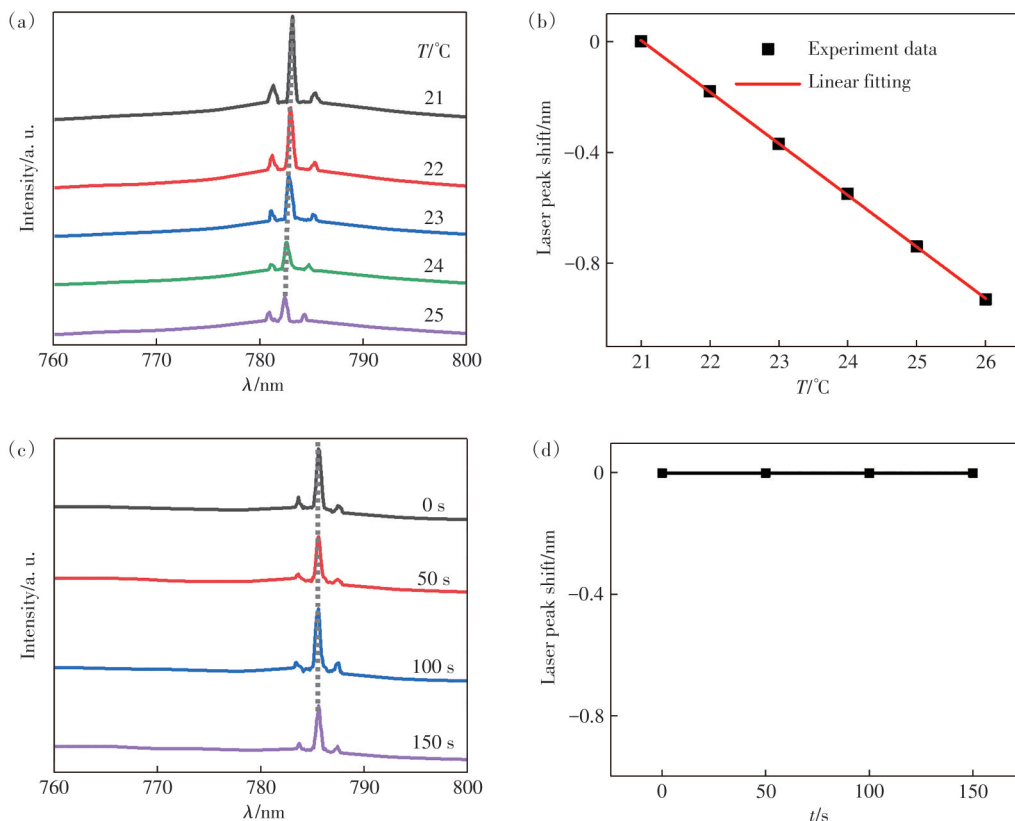 (a)
T/℃
21
22
23
24
25
Intensity/a. u.
760 770 780 790 800
λ/nm
(b)
Experiment data
Linear fitting
0
−0.4
−0.8
Laser peak shift/nm
21 22 23 24 25 26
T/℃
(c)
0 s
50 s
100 s
150 s
Intensity/a. u.
760 770 780 790 800
λ/nm
(d)
0
−0.4
−0.8
Laser peak shift/nm
0 50 100 150
t/s